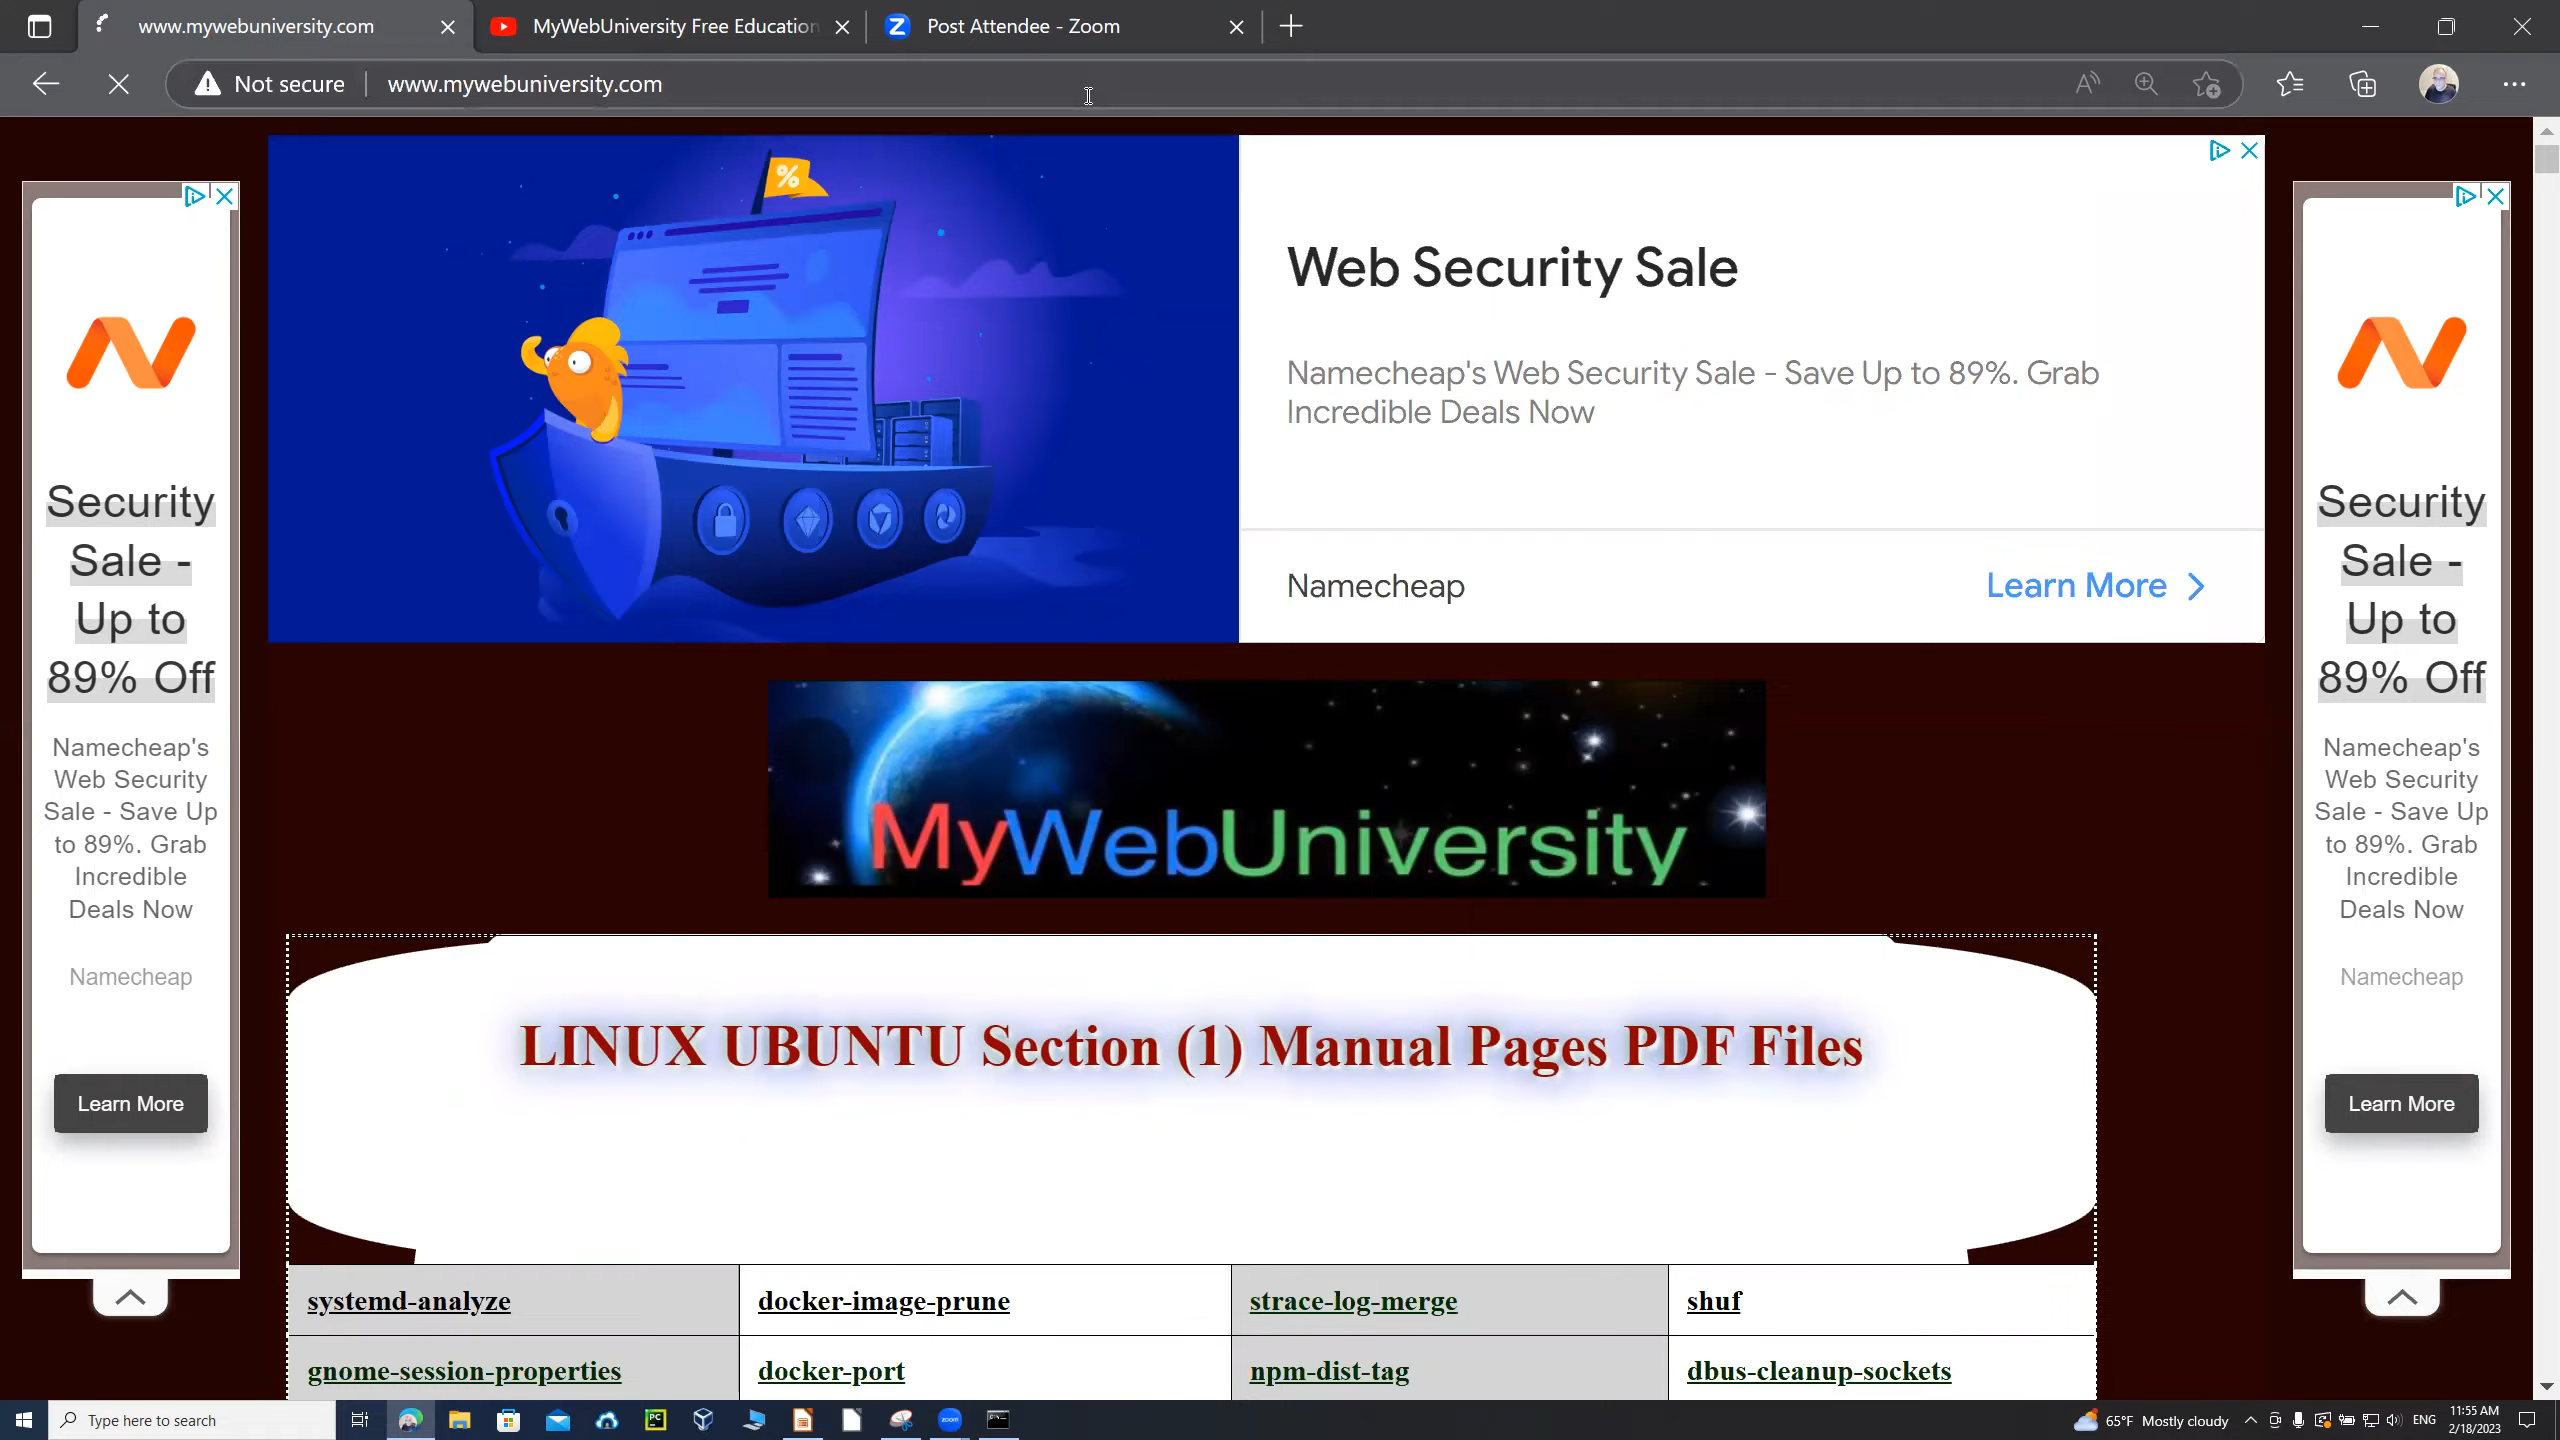 www.mywebuniversity.com
MyWebUniversity Free Education
Post Attendee - Zoom
Not secure
www.mywebuniversity.com
Security
Sale -
Up to
89% Off
Namecheap's
Web Security
Sale - Save Up
to 89%. Grab
Incredible
Deals Now
Namecheap
Learn More
%
Web Security Sale
Namecheap's Web Security Sale - Save Up to 89%. Grab
Incredible Deals Now
Namecheap
Learn More
Security
Sale -
Up to
89% Off
Namecheap's
Web Security
Sale - Save Up
to 89%. Grab
Incredible
Deals Now
Namecheap
Learn More
MyWebUniversity
LINUX UBUNTU Section (1) Manual Pages PDF Files
systemd-analyze docker-image-prune strace-log-merge shuf
gnome-session-properties docker-port npm-dist-tag dbus-cleanup-sockets
Type here to search
PC
zoom
65°F Mostly cloudy
ENG
11:55 AM
2/18/2023